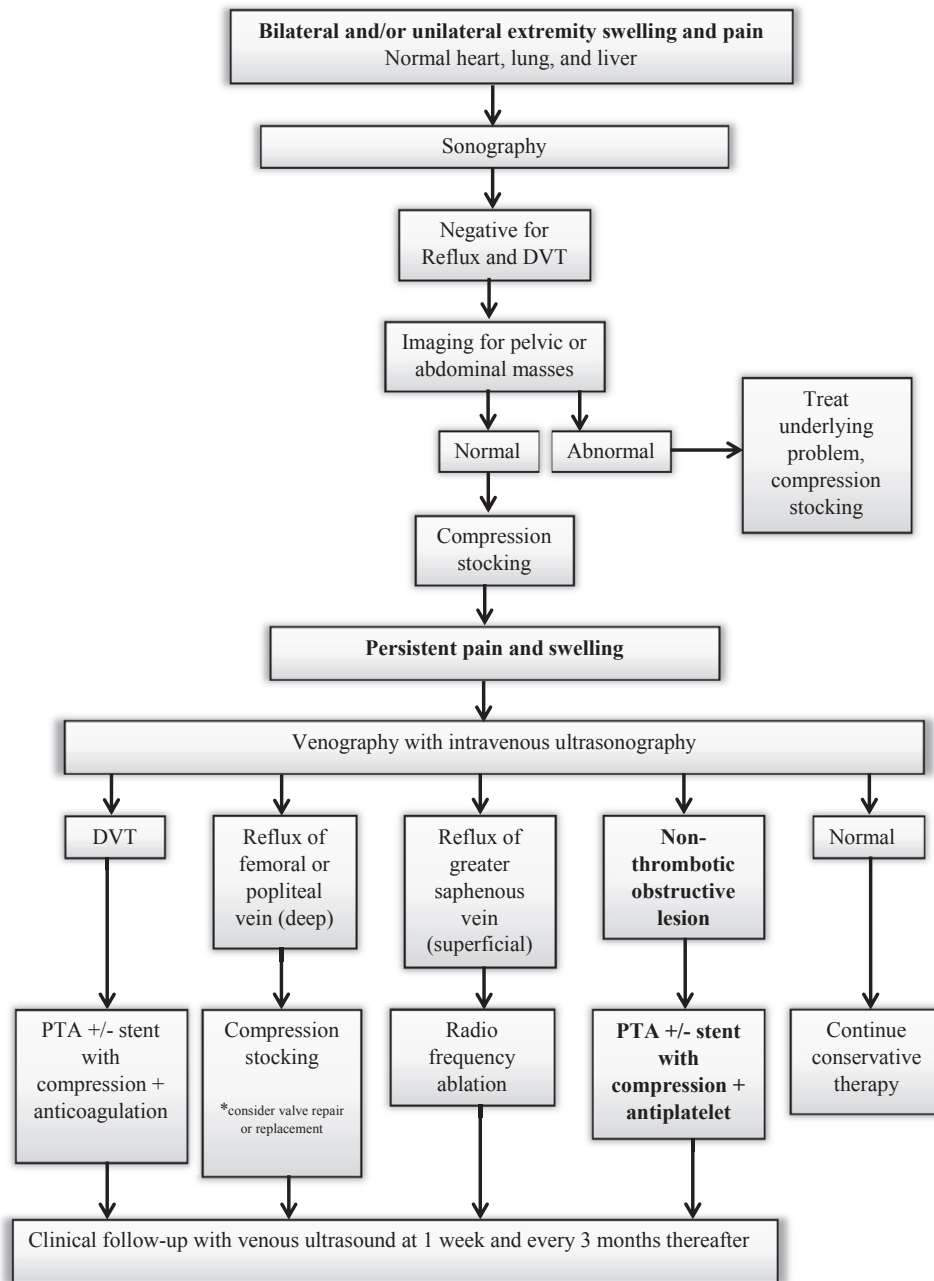 Bilateral and/or unilateral extremity swelling and pain
Normal heart, lung, and liver
Sonography
Negative for
Reflux and DVT
Imaging for pelvic or
abdominal masses
Normal
Abnormal
Treat
underlying
problem,
compression
stocking
Compression
stocking
Persistent pain and swelling
Venography with intravenous ultrasonography
DVT
Reflux of
femoral or
popliteal
vein (deep)
Reflux of
greater
saphenous
vein
(superficial)
Non-
thrombotic
obstructive
lesion
Normal
PTA +/- stent
with
compression +
anticoagulation
Compression
stocking
*consider valve repair
or replacement
Radio
frequency
ablation
PTA +/- stent
with
compression +
antiplatelet
Continue
conservative
therapy
Clinical follow-up with venous ultrasound at 1 week and every 3 months thereafter